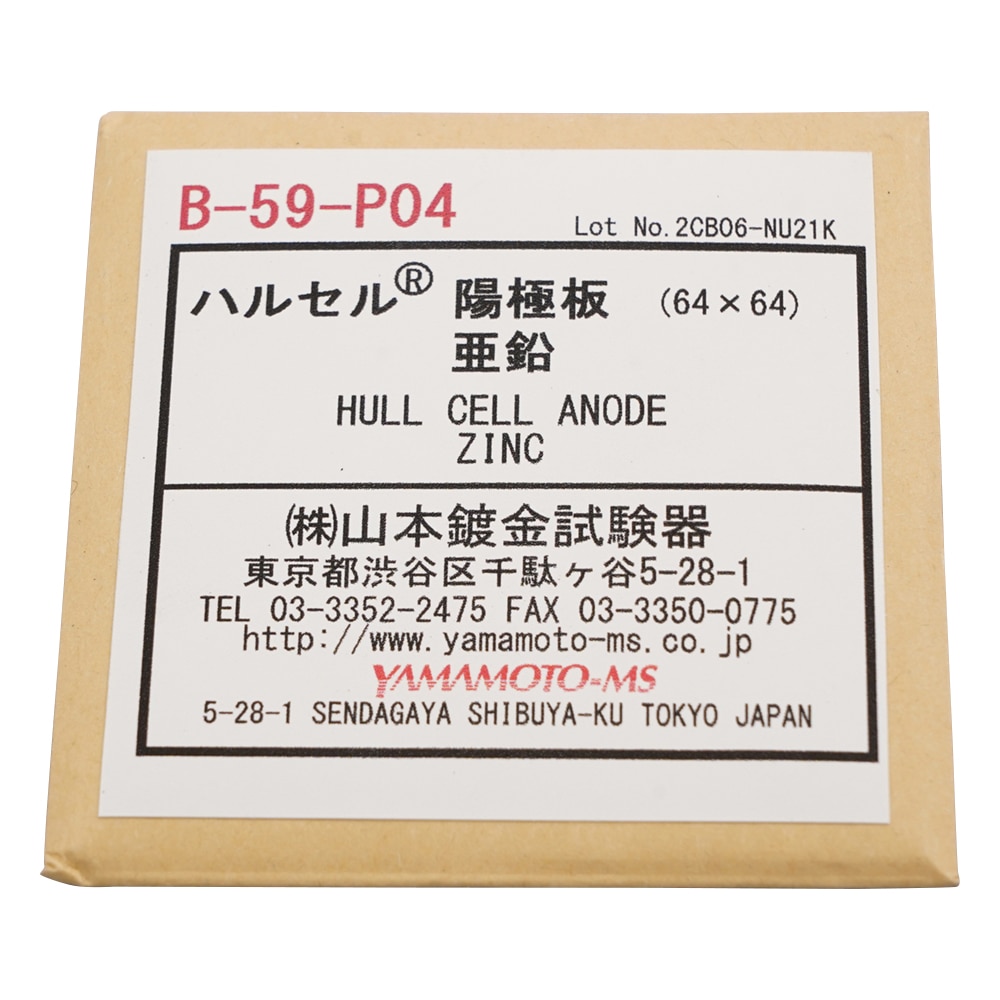 B-59-P04
Lot No.2CB06-NU21K
ハルセル® 陽極板 (64×64)
亜鉛
HULL CELL ANODE
ZINC
㈱山本鍍金試験器
東京都渋谷区千駄ヶ谷5-28-1
TEL 03-3352-2475 FAX 03-3350-0775
http://www.yamamoto-ms.co.jp
YAMAMOTO-MS
5-28-1 SENDAGAYA SHIBUYA-KU TOKYO JAPAN